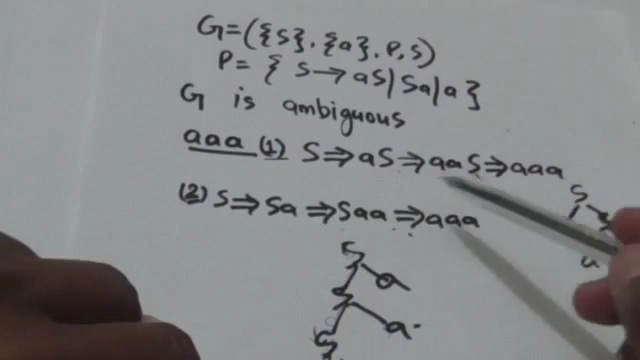 G=({S}, {a}, P, S)
P= { S→aS|Sa|a}
G is ambiguous
aaa (1) S⇒aS⇒aaS⇒aaa
(2) S⇒Sa⇒Saa⇒aaa
S
S
a
S
a
S
a